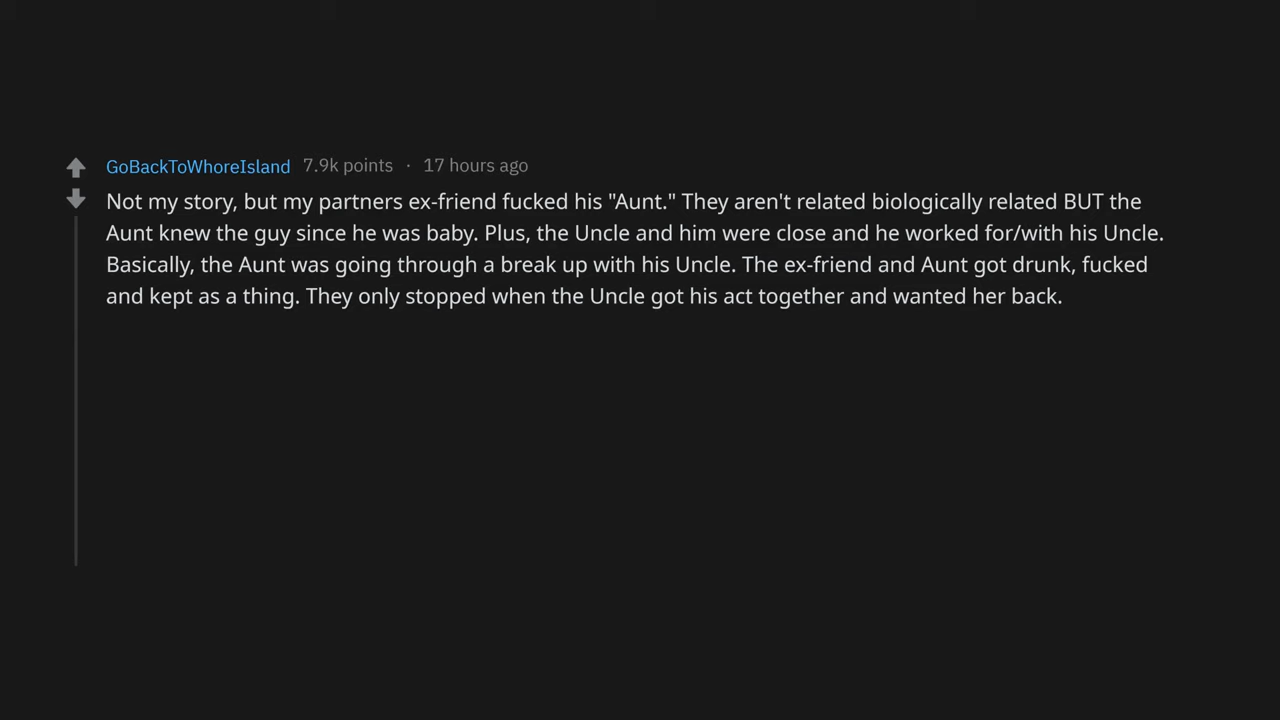 GoBackToWhoreIsland 7.9k points · 17 hours ago
Not my story, but my partners ex-friend fucked his "Aunt." They aren't related biologically related BUT the
Aunt knew the guy since he was baby. Plus, the Uncle and him were close and he worked for/with his Uncle.
Basically, the Aunt was going through a break up with his Uncle. The ex-friend and Aunt got drunk, fucked
and kept as a thing. They only stopped when the Uncle got his act together and wanted her back.